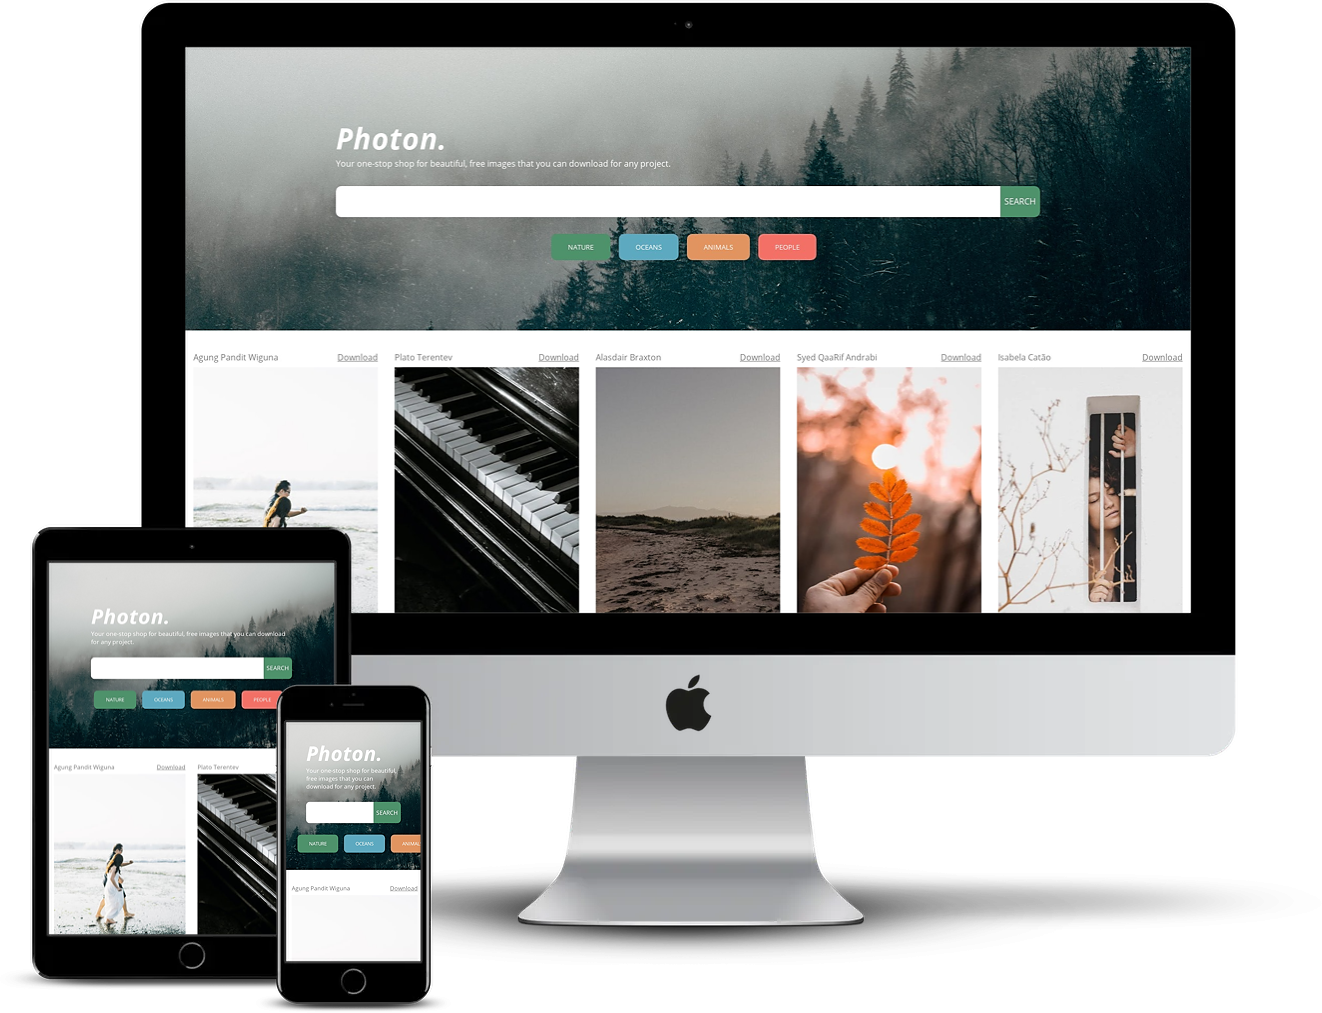 Photon.
Your one-stop shop for beautiful, free images that you can download for any project.
SEARCH
NATURE OCEANS ANIMALS PEOPLE
Agung Pandit Wiguna Download Plato Terentev Download Alasdair Braxton Download Syed QaaRif Andrabi Download Isabela Catão Download
Photon.
Your one-stop shop for beautiful, free images that you can download
for any project.
SEARCH
NATURE OCEANS ANIMALS PEOPLE
Agung Pandit Wiguna Download Plato Terentev
Photon.
Your one-stop shop for beautiful,
free images that you can
download for any project.
SEARCH
NATURE OCEANS ANIMAL
Agung Pandit Wiguna Download